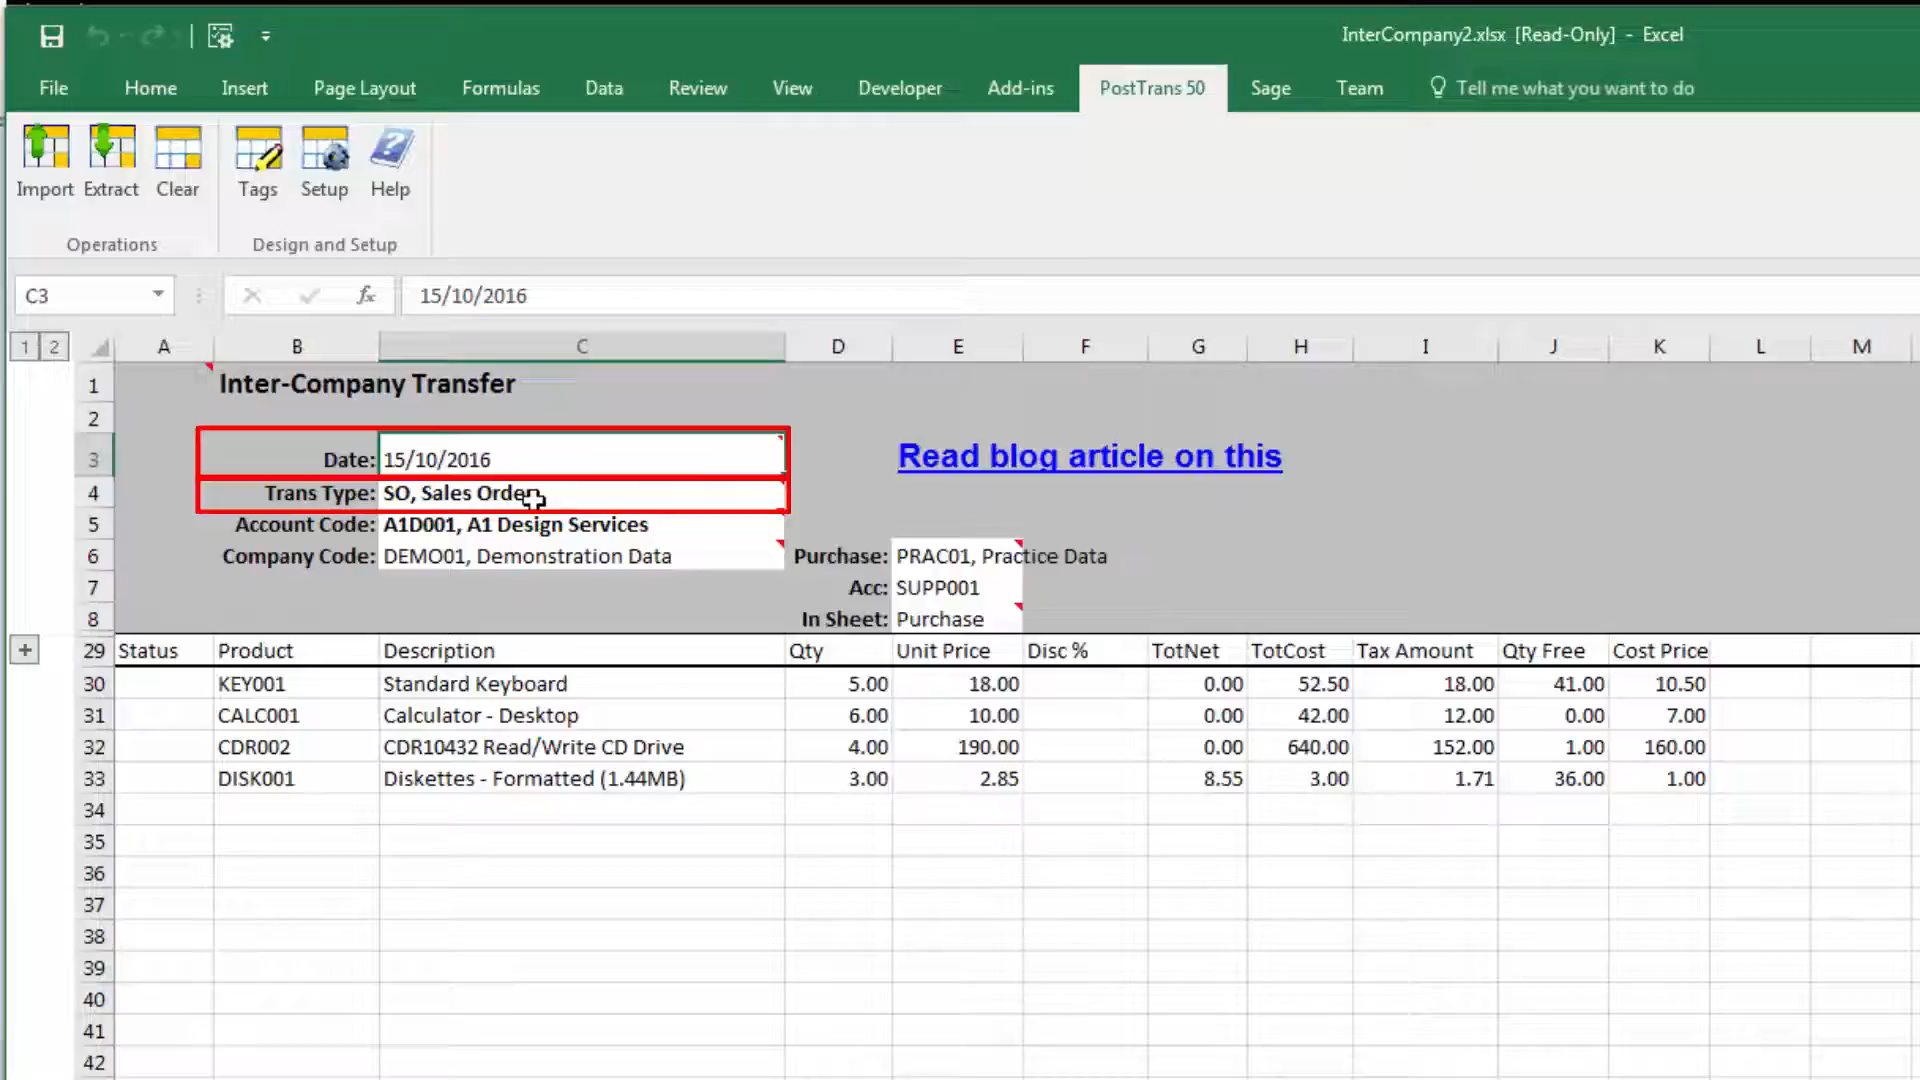 InterCompany2.xlsx [Read-Only] - Excel
File Home Insert Page Layout Formulas Data Review View Developer Add-ins PostTrans 50 Sage Team Tell me what you want to do
Import Extract Clear Tags Setup Help
Operations Design and Setup
C3 fx 15/10/2016
1 2 A B C D E F G H I J K L M
1 Inter-Company Transfer
2
3 Date: 15/10/2016 Read blog article on this
4 Trans Type: SO, Sales Order
5 Account Code: A1D001, A1 Design Services
6 Company Code: DEMO01, Demonstration Data Purchase: PRAC01, Practice Data
7 Acc: SUPP001
8 In Sheet: Purchase
+ 29 Status Product Description Qty Unit Price Disc % TotNet TotCost Tax Amount Qty Free Cost Price
30 KEY001 Standard Keyboard 5.00 18.00 0.00 52.50 18.00 41.00 10.50
31 CALC001 Calculator - Desktop 6.00 10.00 0.00 42.00 12.00 0.00 7.00
32 CDR002 CDR10432 Read/Write CD Drive 4.00 190.00 0.00 640.00 152.00 1.00 160.00
33 DISK001 Diskettes - Formatted (1.44MB) 3.00 2.85 8.55 3.00 1.71 36.00 1.00
34
35
36
37
38
39
40
41
42